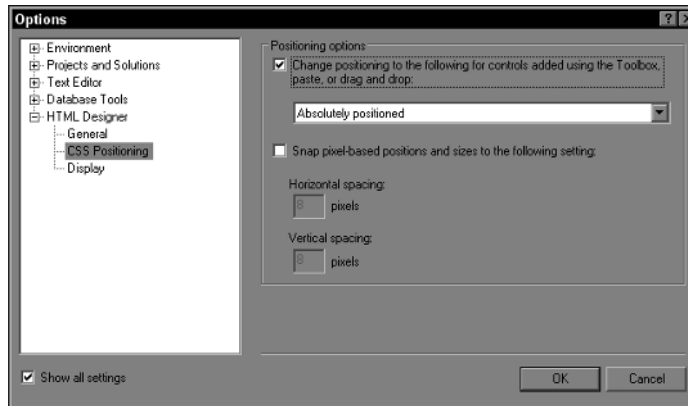 Options
Environment
Projects and Solutions
Text Editor
Database Tools
HTML Designer
General
CSS Positioning
Display
Show all settings
Positioning options
Change positioning to the following for controls added using the Toolbox,
paste, or drag and drop:
Absolutely positioned
Snap pixel-based positions and sizes to the following setting:
Horizontal spacing:
8 pixels
Vertical spacing:
8 pixels
OK Cancel